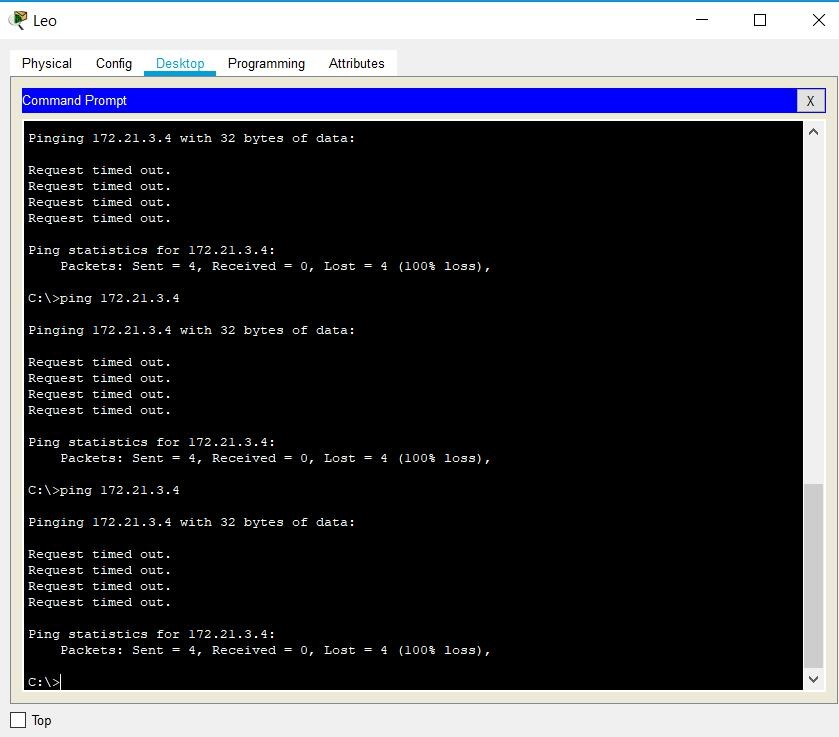 Leo
Physical Config Desktop Programming Attributes
Command Prompt X
Pinging 172.21.3.4 with 32 bytes of data:
Request timed out.
Request timed out.
Request timed out.
Request timed out.
Ping statistics for 172.21.3.4:
Packets: Sent = 4, Received = 0, Lost = 4 (100% loss),
C:\>ping 172.21.3.4
Pinging 172.21.3.4 with 32 bytes of data:
Request timed out.
Request timed out.
Request timed out.
Request timed out.
Ping statistics for 172.21.3.4:
Packets: Sent = 4, Received = 0, Lost = 4 (100% loss),
C:\>ping 172.21.3.4
Pinging 172.21.3.4 with 32 bytes of data:
Request timed out.
Request timed out.
Request timed out.
Request timed out.
Ping statistics for 172.21.3.4:
Packets: Sent = 4, Received = 0, Lost = 4 (100% loss),
C:\>
Top